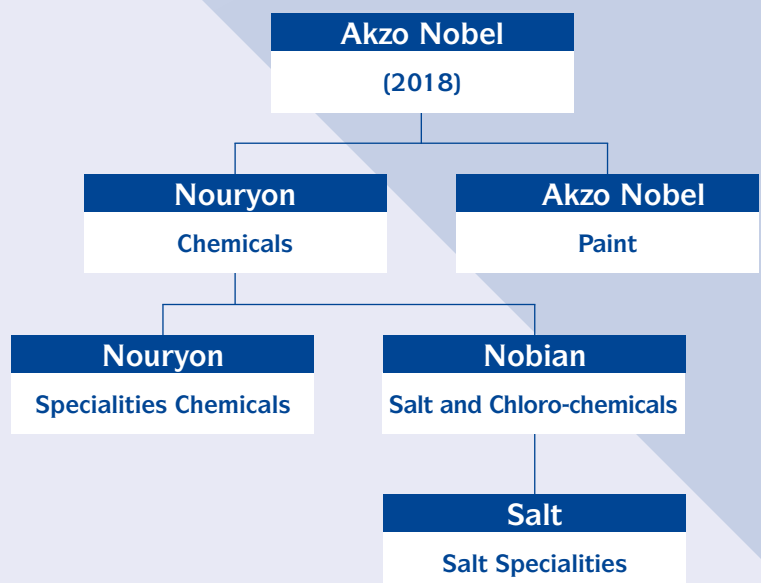 Akzo Nobel
(2018)
Nouryon
Chemicals
Akzo Nobel
Paint
Nouryon
Specialities Chemicals
Nobian
Salt and Chloro-chemicals
Salt
Salt Specialities